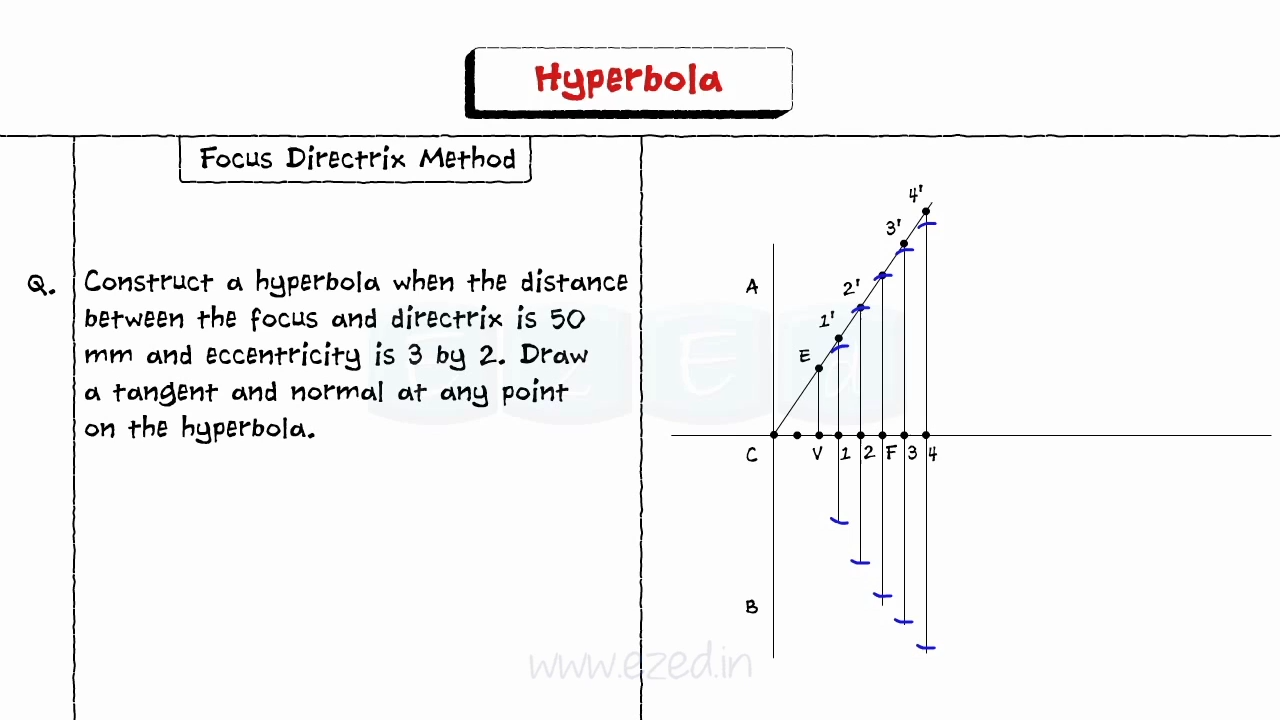 Hyperbola
Focus Directrix Method
Q. Construct a hyperbola when the distance
between the focus and directrix is 50
mm and eccentricity is 3 by 2. Draw
a tangent and normal at any point
on the hyperbola.
4'
3'
A
2'
1'
E
C V 1 2 F 3 4
B
E Z E d
www.ezed.in